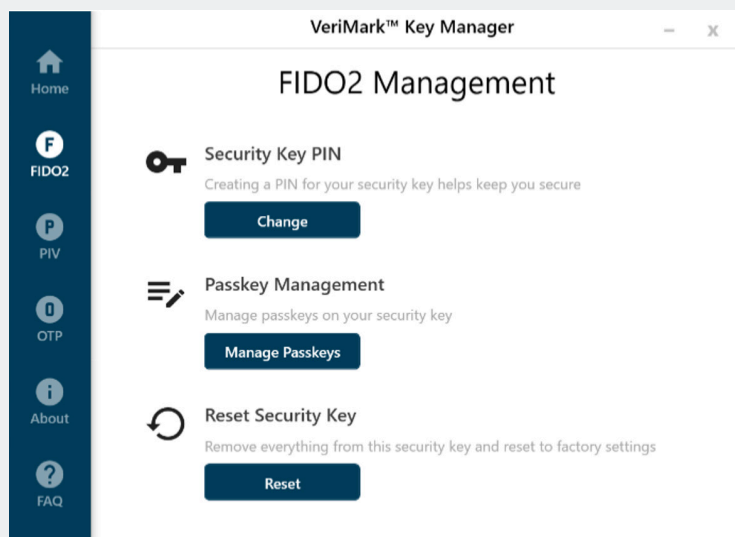 VeriMark™ Key Manager
– x
Home
F
FIDO2
P
PIV
O
OTP
i
About
?
FAQ
FIDO2 Management
Security Key PIN
Creating a PIN for your security key helps keep you secure
Change
Passkey Management
Manage passkeys on your security key
Manage Passkeys
Reset Security Key
Remove everything from this security key and reset to factory settings
Reset